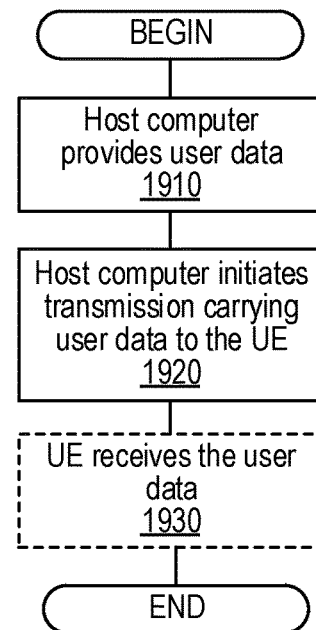 BEGIN
Host computer
provides user data
1910
Host computer initiates
transmission carrying
user data to the UE
1920
UE receives the user
data
1930
END